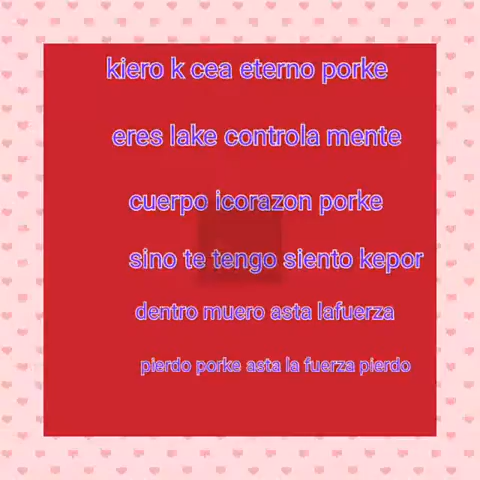 kiero k cea eterno porke
eres lake controla mente
cuerpo icorazon porke
sino te tengo siento kepor
dentro muero asta lafuerza
pierdo porke asta la fuerza pierdo